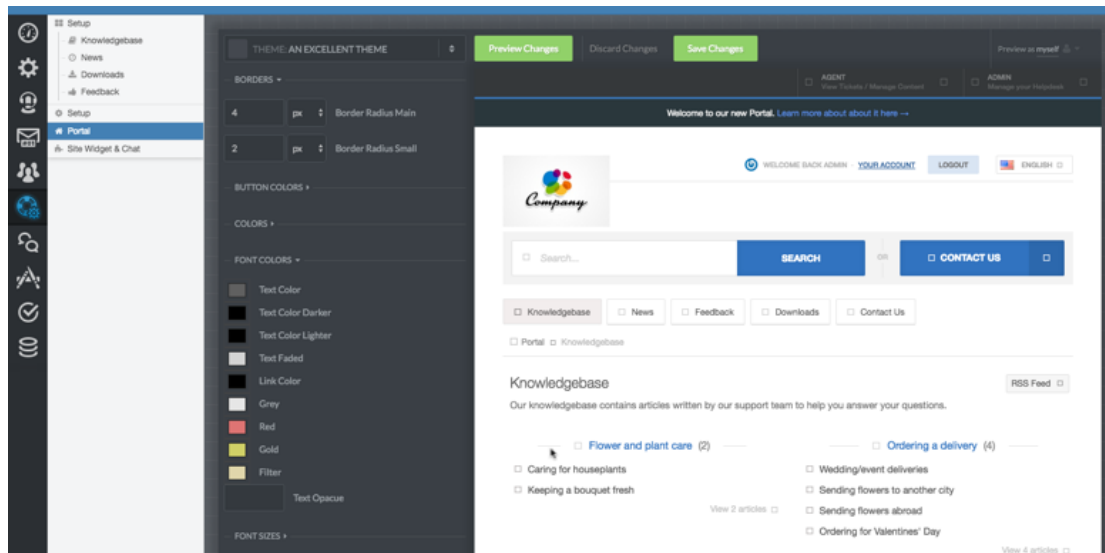 Setup
Knowledgebase
News
Downloads
Feedback
Setup
Portal
Site Widget & Chat
THEME: AN EXCELLENT THEME
BORDERS
4 px Border Radius Main
2 px Border Radius Small
BUTTON COLORS
COLORS
FONT COLORS
Text Color
Text Color Darker
Text Color Lighter
Text Faded
Link Color
Grey
Red
Gold
Filter
Text Opacue
FONT SIZES
Preview Changes Discard Changes Save Changes Preview as myself
AGENT
View Tickets / Manage Content
ADMIN
Manage your Helpdesk
Welcome to our new Portal. Learn more about about it here →
Company
WELCOME BACK ADMIN - YOUR ACCOUNT LOGOUT ENGLISH
Search... SEARCH OR CONTACT US
Knowledgebase News Feedback Downloads Contact Us
Portal Knowledgebase
Knowledgebase RSS Feed
Our knowledgebase contains articles written by our support team to help you answer your questions.
Flower and plant care (2)
Caring for houseplants
Keeping a bouquet fresh
View 2 articles
Ordering a delivery (4)
Wedding/event deliveries
Sending flowers to another city
Sending flowers abroad
Ordering for Valentines' Day
View 4 articles